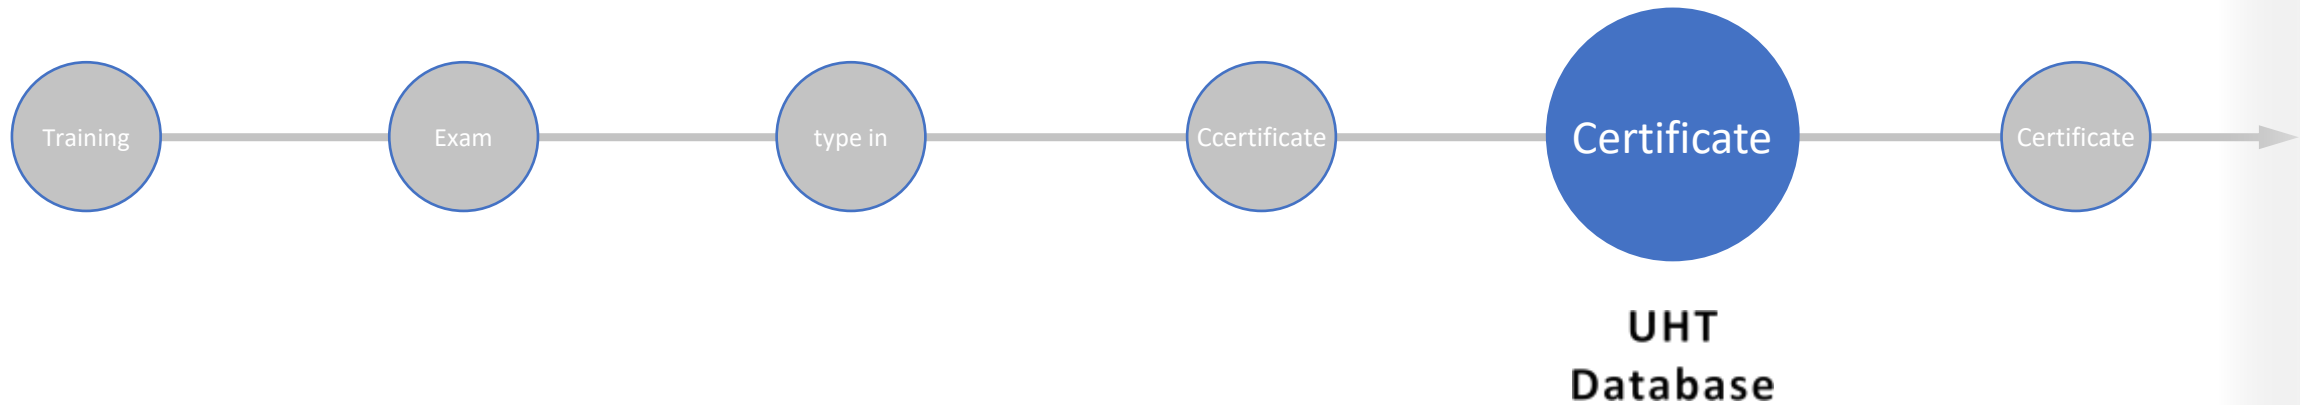 Training
Exam
type in
Ccertificate
Certificate
Certificate
UHT
Database